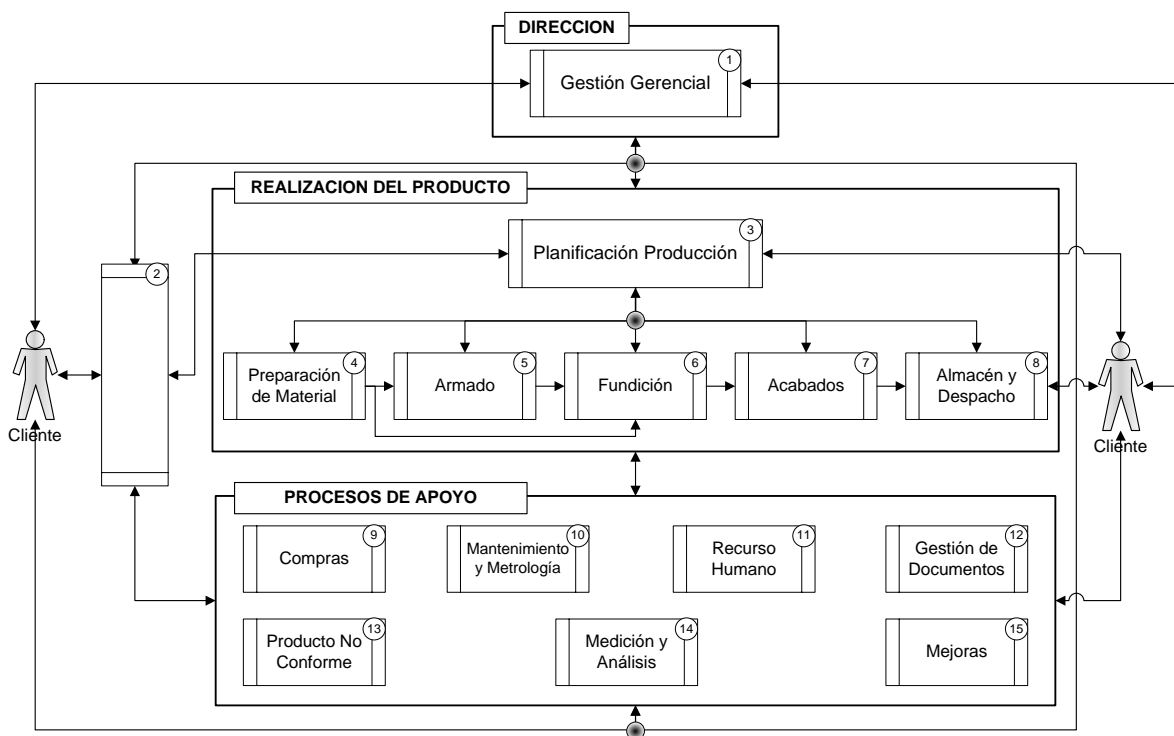 DIRECCION
1
Gestión Gerencial
REALIZACION DEL PRODUCTO
3
Planificación Producción
2
4
Preparación
de Material
5
Armado
6
Fundición
7
Acabados
8
Almacén y
Despacho
Cliente
Cliente
PROCESOS DE APOYO
9
Compras
10
Mantenimiento
y Metrología
11
Recurso
Humano
12
Gestión de
Documentos
13
Producto No
Conforme
14
Medición y
Análisis
15
Mejoras